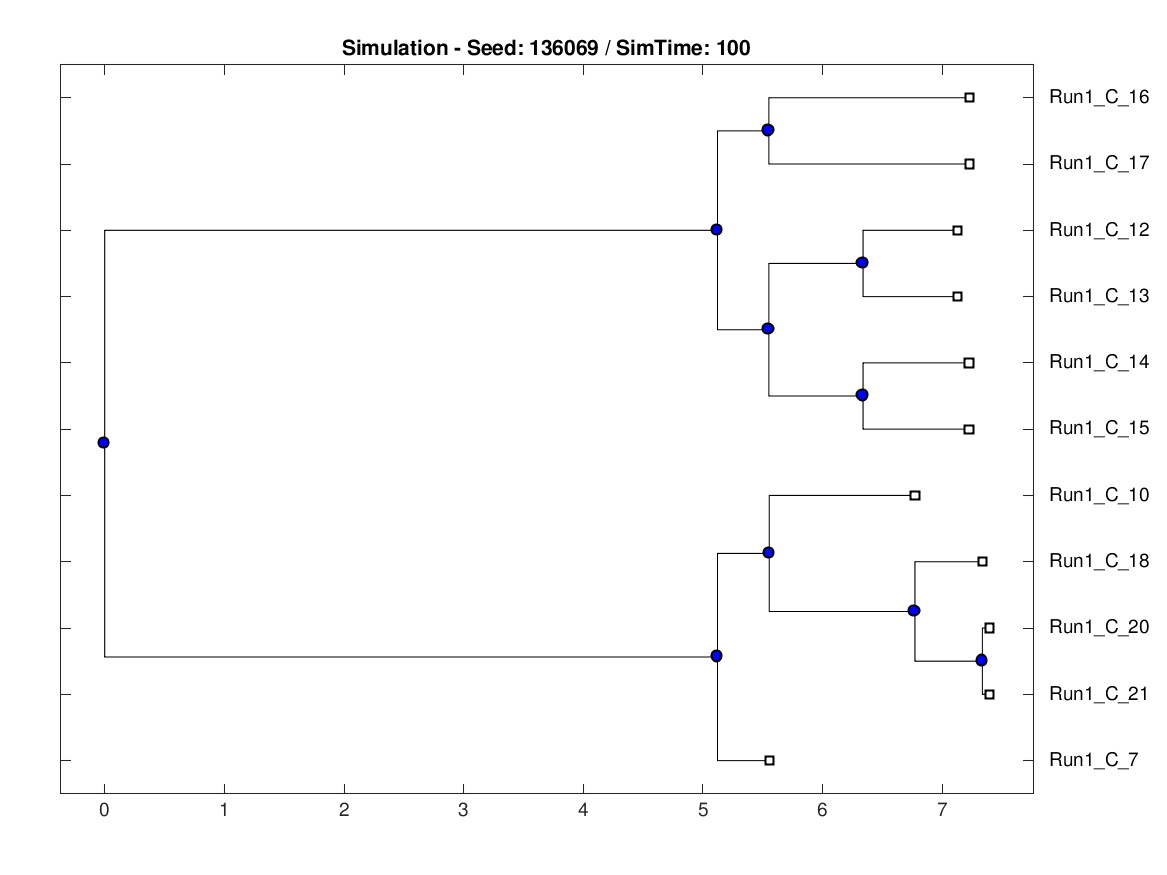 Simulation - Seed: 136069 / SimTime: 100
Run1_C_16
Run1_C_17
Run1_C_12
Run1_C_13
Run1_C_14
Run1_C_15
Run1_C_10
Run1_C_18
Run1_C_20
Run1_C_21
Run1_C_7
0 1 2 3 4 5 6 7